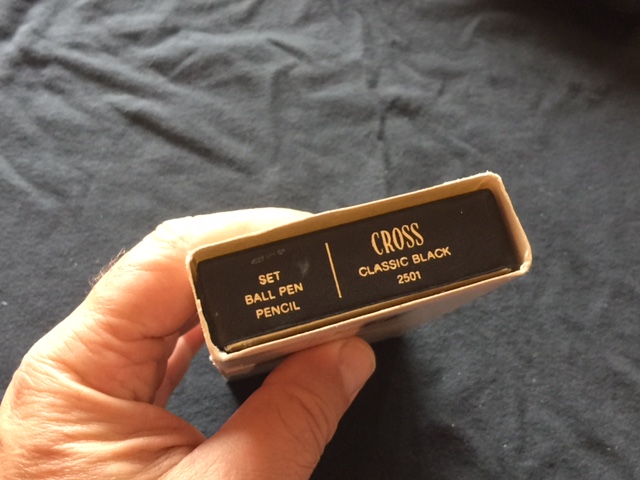 SET
BALL PEN
PENCIL
CROSS
CLASSIC BLACK
2501